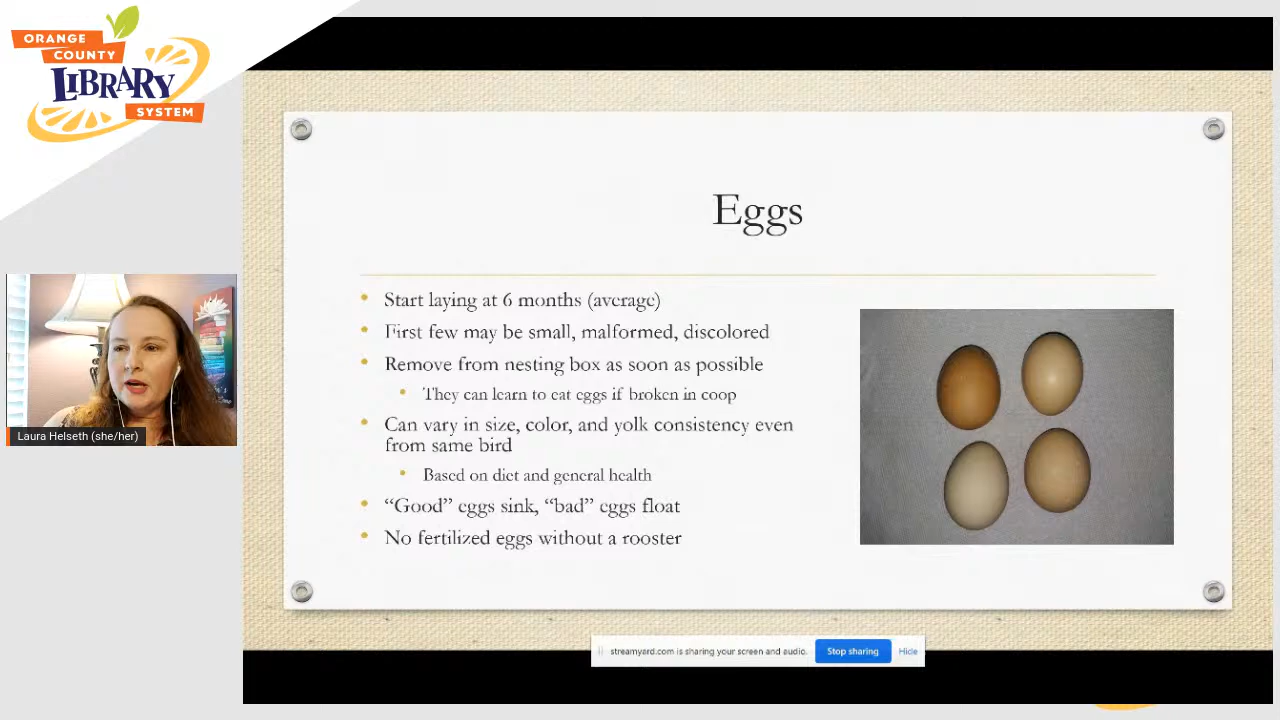 ORANGE
COUNTY
LIBRARY
SYSTEM
Eggs
Start laying at 6 months (average)
First few may be small, malformed, discolored
Remove from nesting box as soon as possible
They can learn to eat eggs if broken in coop
Can vary in size, color, and yolk consistency even
from same bird
Based on diet and general health
“Good” eggs sink, “bad” eggs float
No fertilized eggs without a rooster
Laura Helseth (she/her)
streamyard.com is sharing your screen and audio.
Stop sharing
Hide